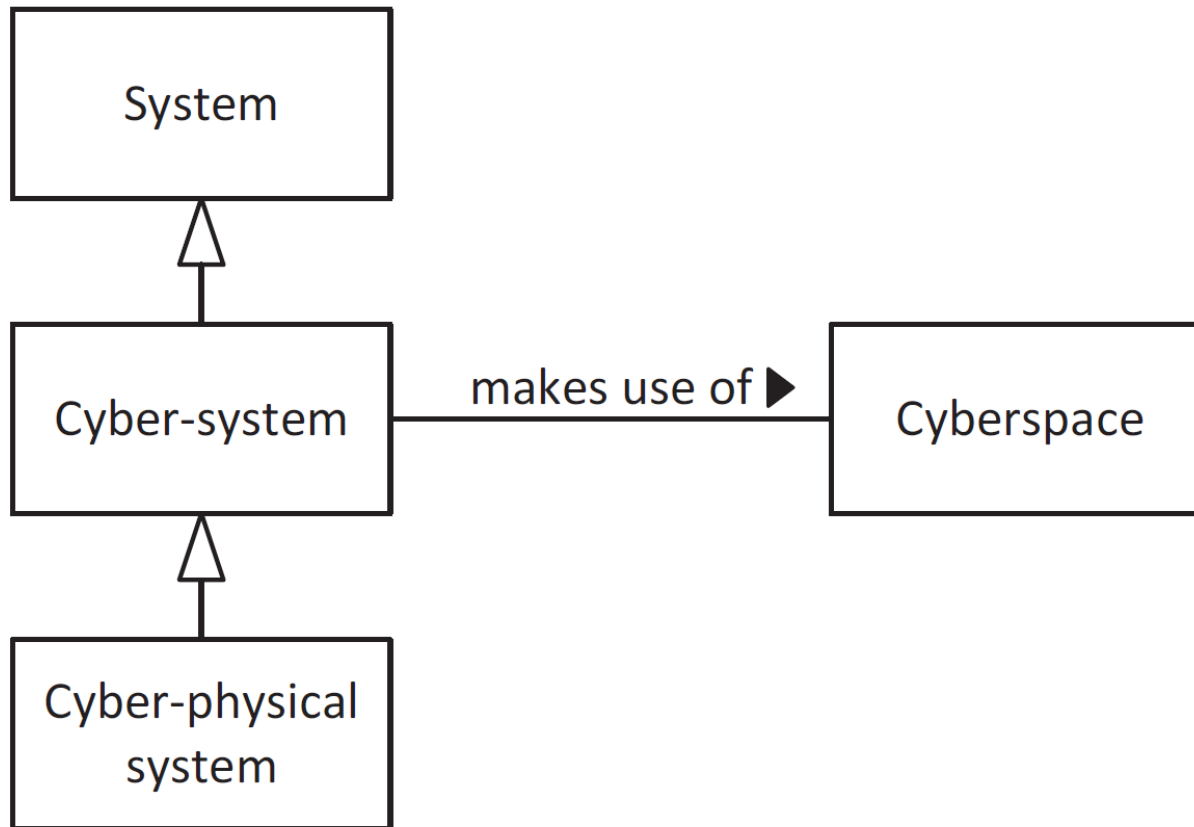 System
Cyber-system
makes use of
Cyberspace
Cyber-physical
system